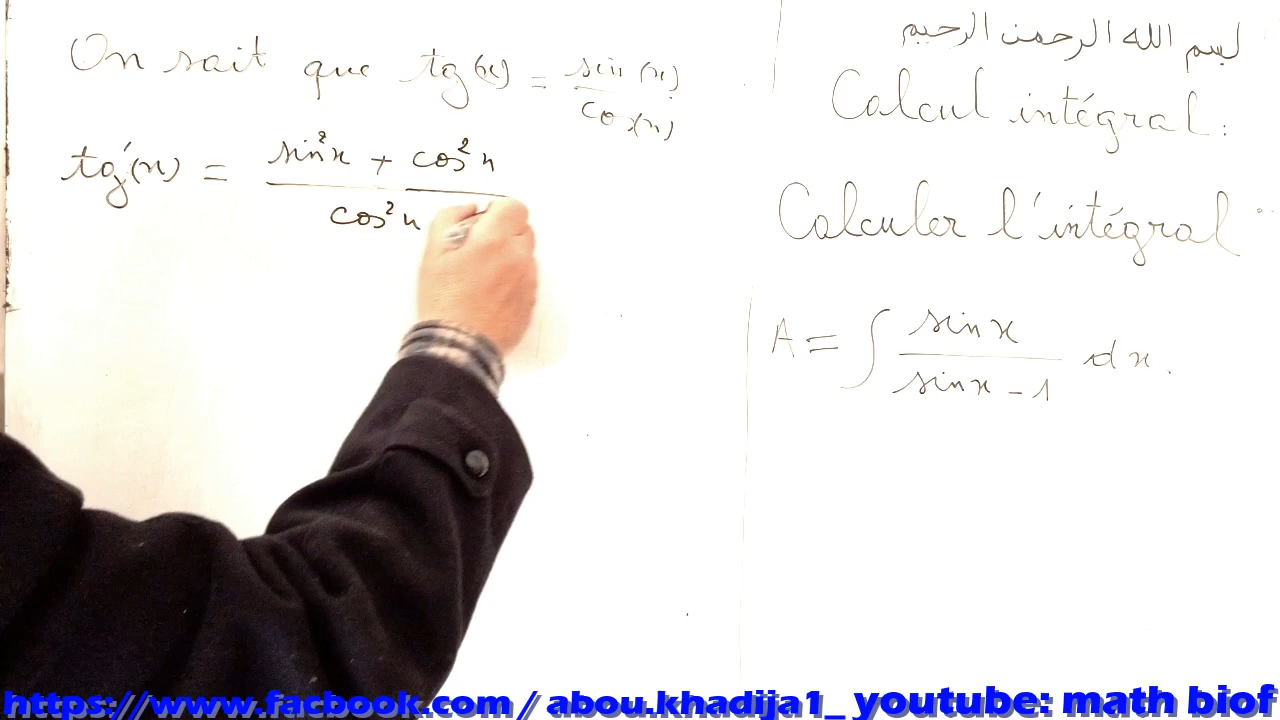 On sait que tg(x) = sin(x)/cos(x)
tg'(x) = (sin²x + cos²x)/cos²x
بسم الله الرحمن الرحيم
Calcul intégral :
Calculer l'intégral :
A = ∫ sinx/(sinx - 1) dx.
https://www.facbook.com/abou.khadija1_ youtube: math biof